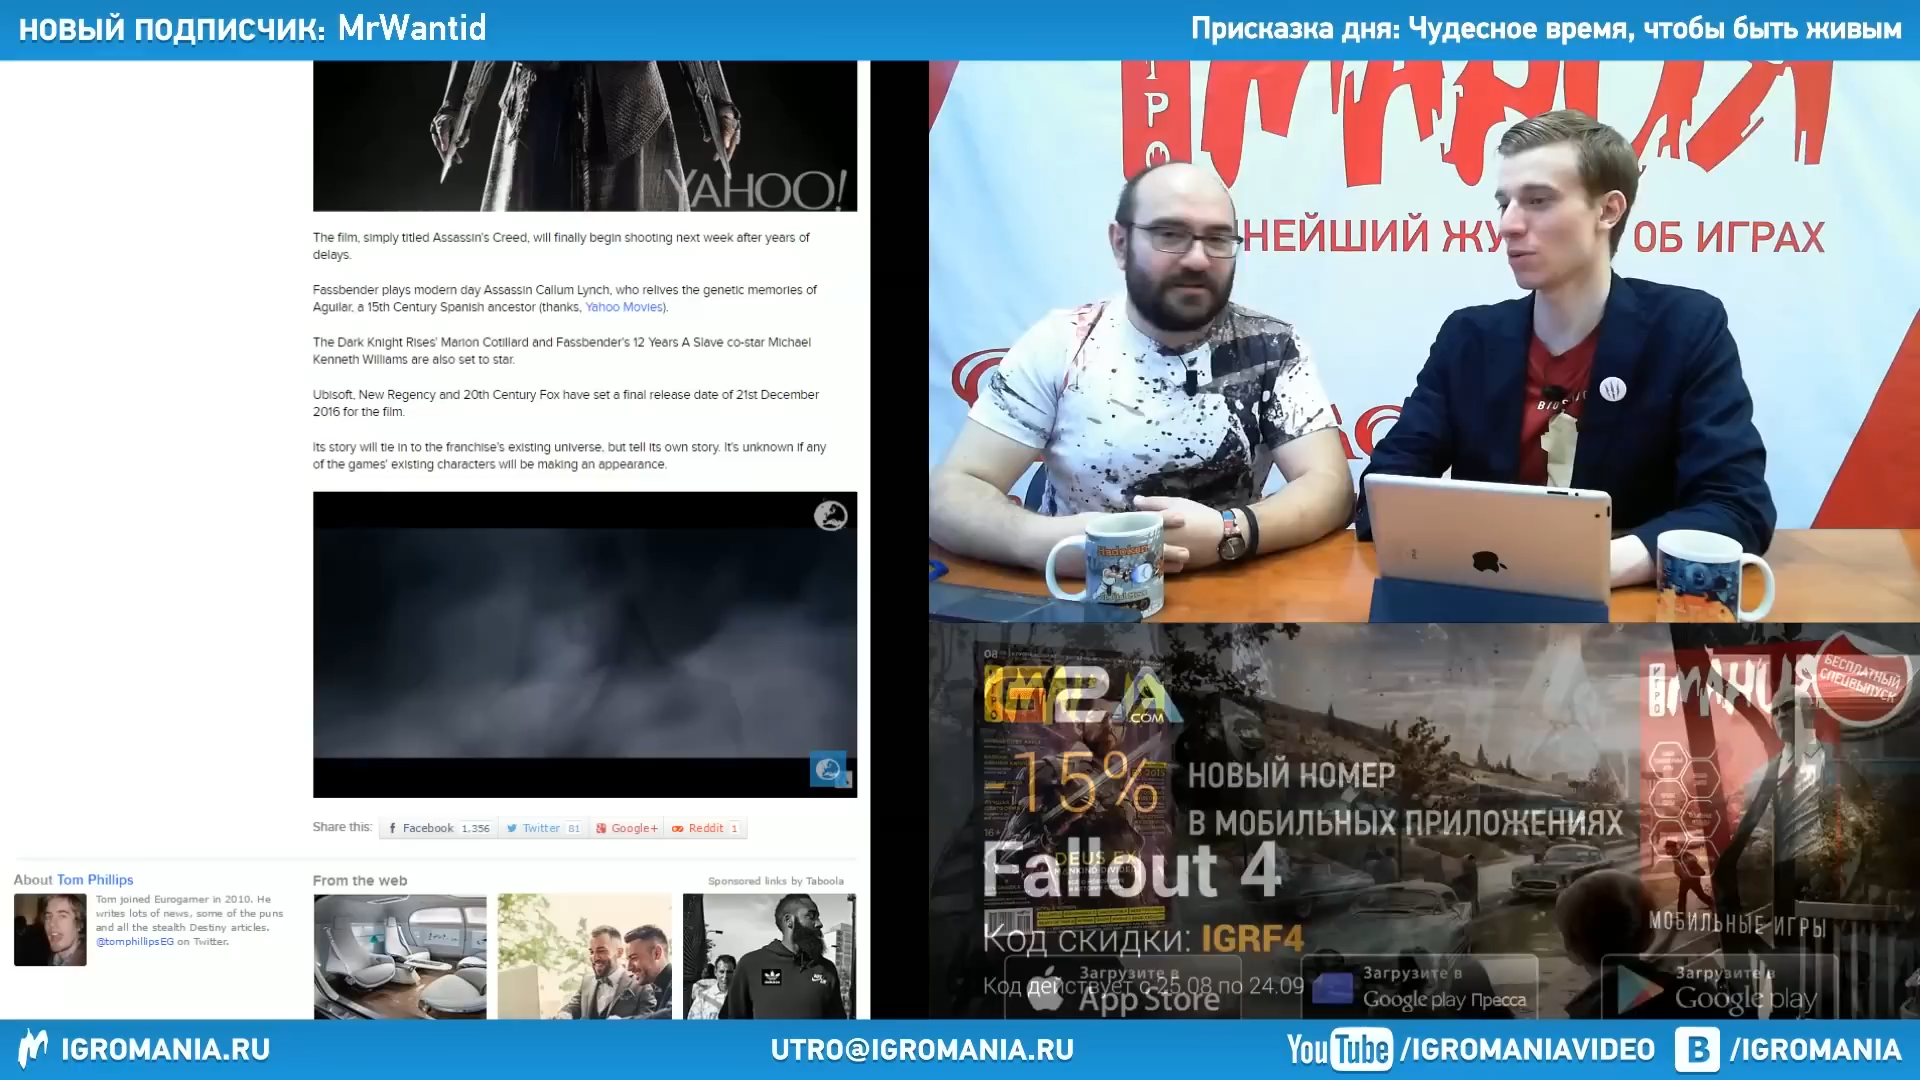 НОВЫЙ ПОДПИСЧИК: MrWantid
Присказка дня: Чудесное время, чтобы быть живым
YAHOO!
The film, simply titled Assassin's Creed, will finally begin shooting next week after years of
delays.
Fassbender plays modern day Assassin Callum Lynch, who relives the genetic memories of
Aguilar, a 15th Century Spanish ancestor (thanks, Yahoo Movies).
The Dark Knight Rises' Marion Cotillard and Fassbender's 12 Years A Slave co-star Michael
Kenneth Williams are also set to star.
Ubisoft, New Regency and 20th Century Fox have set a final release date of 21st December
2016 for the film.
Its story will tie in to the franchise's existing universe, but tell its own story. It's unknown if any
of the games' existing characters will be making an appearance.
Share this: Facebook 1,356 Twitter 81 Google+ Reddit 1
About Tom Phillips
Tom joined Eurogamer in 2010. He
writes lots of news, some of the puns
and all the stealth Destiny articles.
@tomphillipsEG on Twitter.
From the web
Sponsored links by Taboola
НЕЙШИЙ ЖУ ОБ ИГРАХ
.COM
-15%
НОВЫЙ НОМЕР
В МОБИЛЬНЫХ ПРИЛОЖЕНИЯХ
DEUS EX
MANKIND DIVIDED
Fallout 4
Код скидки: IGRF4
Код действует с 25.08 по 24.09
Загрузите в
App Store
Загрузите в
Google play Пресса
Загрузите в
Google play
ИГРО
МАНИЯ
БЕСПЛАТНЫЙ
СПЕЦВЫПУСК
МОБИЛЬНЫЕ ИГРЫ
IGROMANIA.RU
UTRO@IGROMANIA.RU
YouTube /IGROMANIAVIDEO
B /IGROMANIA